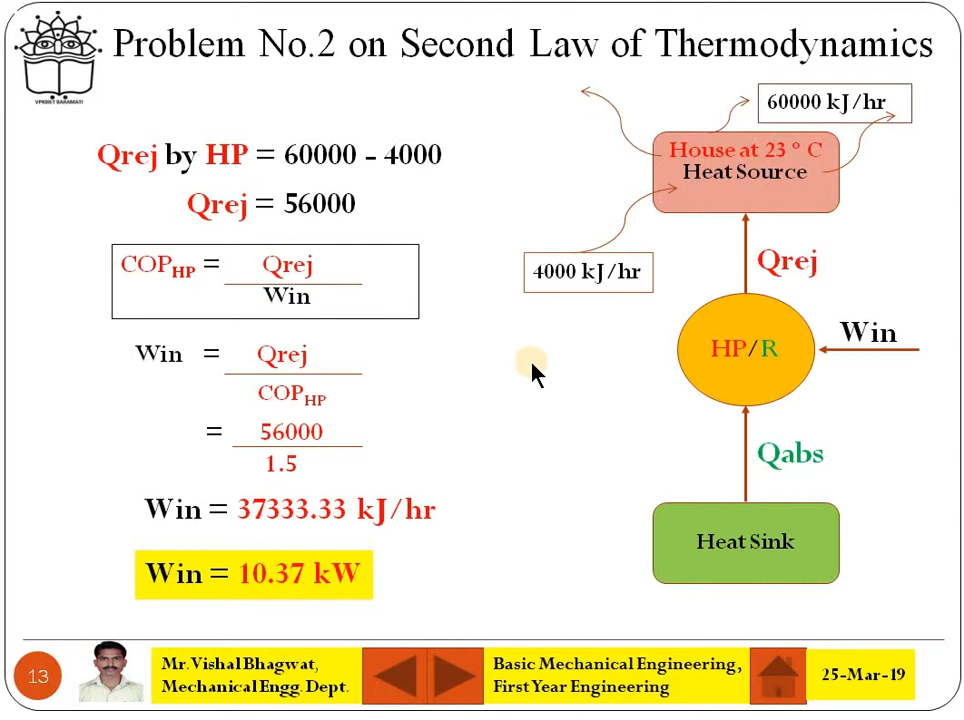 Problem No.2 on Second Law of Thermodynamics
VPKBIET BARAMATI
60000 kJ/hr
Qrej by HP = 60000 - 4000
House at 23 º C
Heat Source
Qrej = 56000
COPHP = Qrej
Win
4000 kJ/hr
Qrej
Win = Qrej
COPHP
HP/R
Win
= 56000
1.5
Qabs
Win = 37333.33 kJ/hr
Heat Sink
Win = 10.37 kW
13
Mr. Vishal Bhagwat,
Mechanical Engg. Dept.
Basic Mechanical Engineering,
First Year Engineering
25-Mar-19